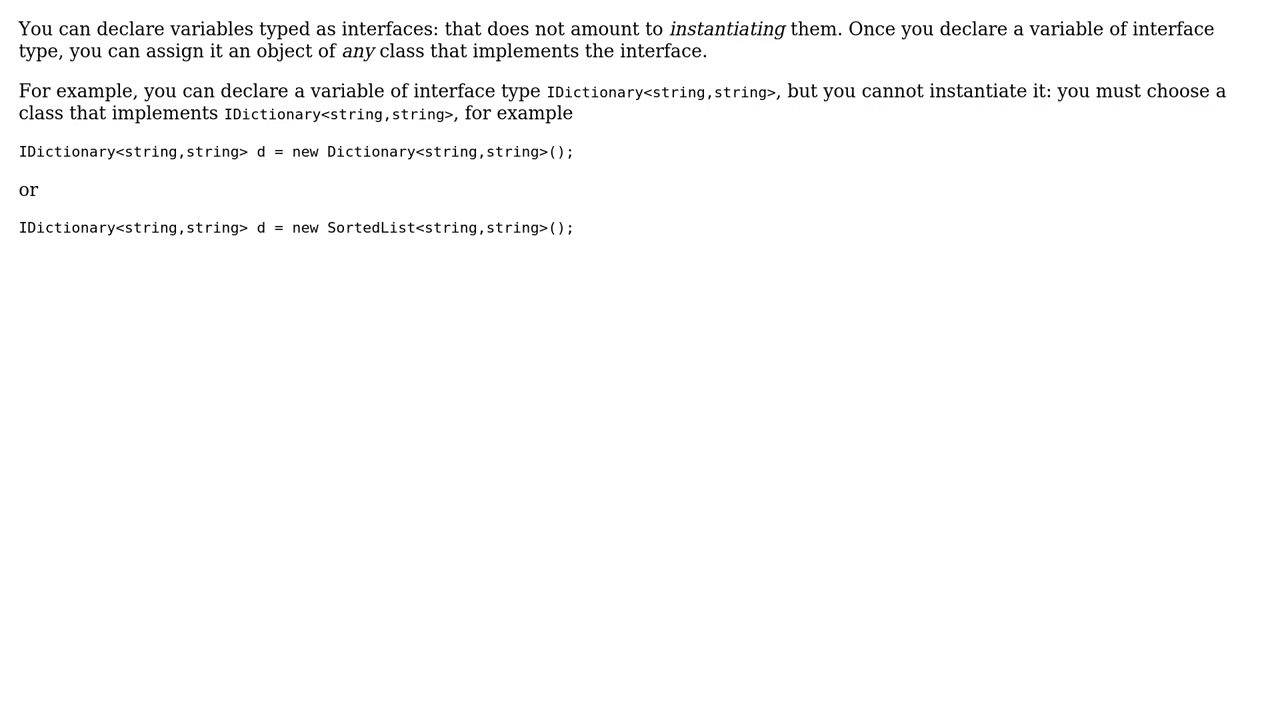 You can declare variables typed as interfaces: that does not amount to instantiating them. Once you declare a variable of interface
type, you can assign it an object of any class that implements the interface.
For example, you can declare a variable of interface type IDictionary<string,string>, but you cannot instantiate it: you must choose a
class that implements IDictionary<string,string>, for example
IDictionary<string,string> d = new Dictionary<string,string>();
or
IDictionary<string,string> d = new SortedList<string,string>();